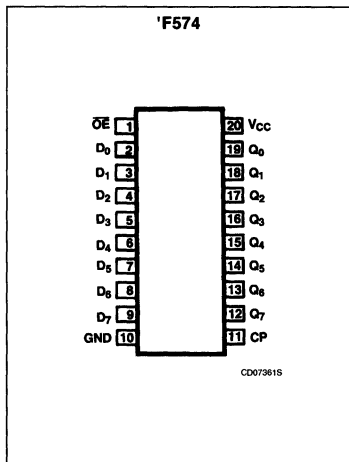 'F574
OE 1 20 VCC
D0 2 19 Q0
D1 3 18 Q1
D2 4 17 Q2
D3 5 16 Q3
D4 6 15 Q4
D5 7 14 Q5
D6 8 13 Q6
D7 9 12 Q7
GND 10 11 CP
CD07361S